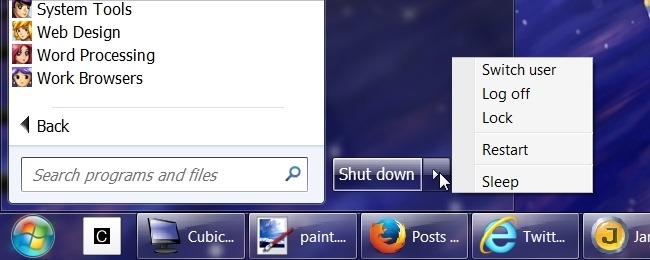 System Tools
Web Design
Word Processing
Work Browsers
Back
Search programs and files
Shut down
Switch user
Log off
Lock
Restart
Sleep
C
Cubic...
paint....
Posts ...
Twitt...
J
Jar